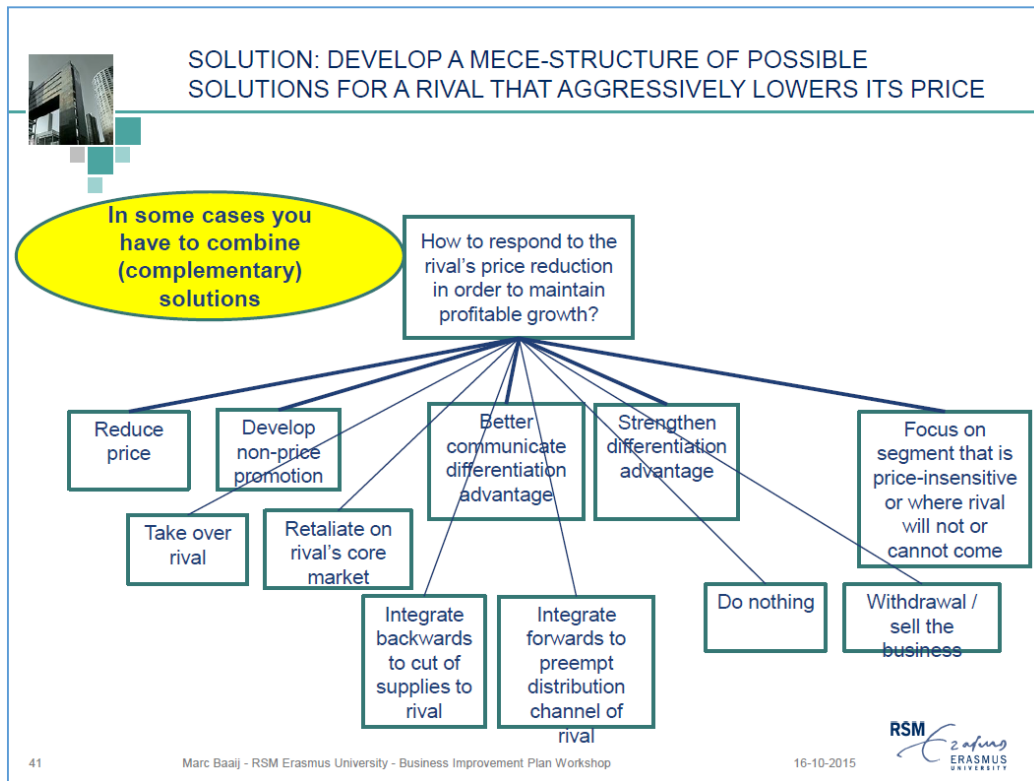 SOLUTION: DEVELOP A MECE-STRUCTURE OF POSSIBLE
SOLUTIONS FOR A RIVAL THAT AGGRESSIVELY LOWERS ITS PRICE
In some cases you
have to combine
(complementary)
solutions
How to respond to the
rival's price reduction
in order to maintain
profitable growth?
Reduce
price
Develop
non-price
promotion
Better
communicate
differentiation
advantage
Strengthen
differentiation
advantage
Focus on
segment that is
price-insensitive
or where rival
will not or
cannot come
Take over
rival
Retaliate on
rival's core
market
Integrate
backwards
to cut of
supplies to
rival
Integrate
forwards to
preempt
distribution
channel of
rival
Do nothing
Withdrawal /
sell the
business
41
Marc Baaij - RSM Erasmus University - Business Improvement Plan Workshop
16-10-2015
RSM
Erasmus
ERASMUS
UNIVERSITY